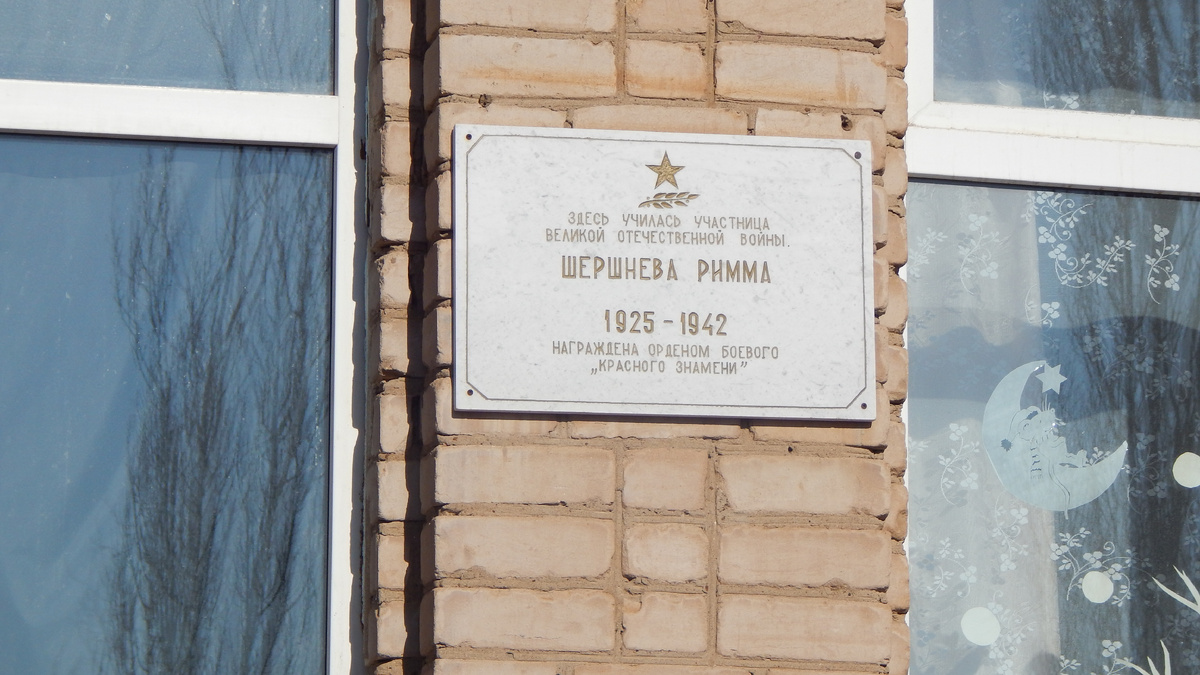 ЗДЕСЬ УЧИЛАСЬ УЧАСТНИЦА
ВЕЛИКОЙ ОТЕЧЕСТВЕННОЙ ВОЙНЫ.
ШЕРШНЕВА РИММА
1925-1942
НАГРАЖДЕНА ОРДЕНОМ БОЕВОГО
„КРАСНОГО ЗНАМЕНИ”